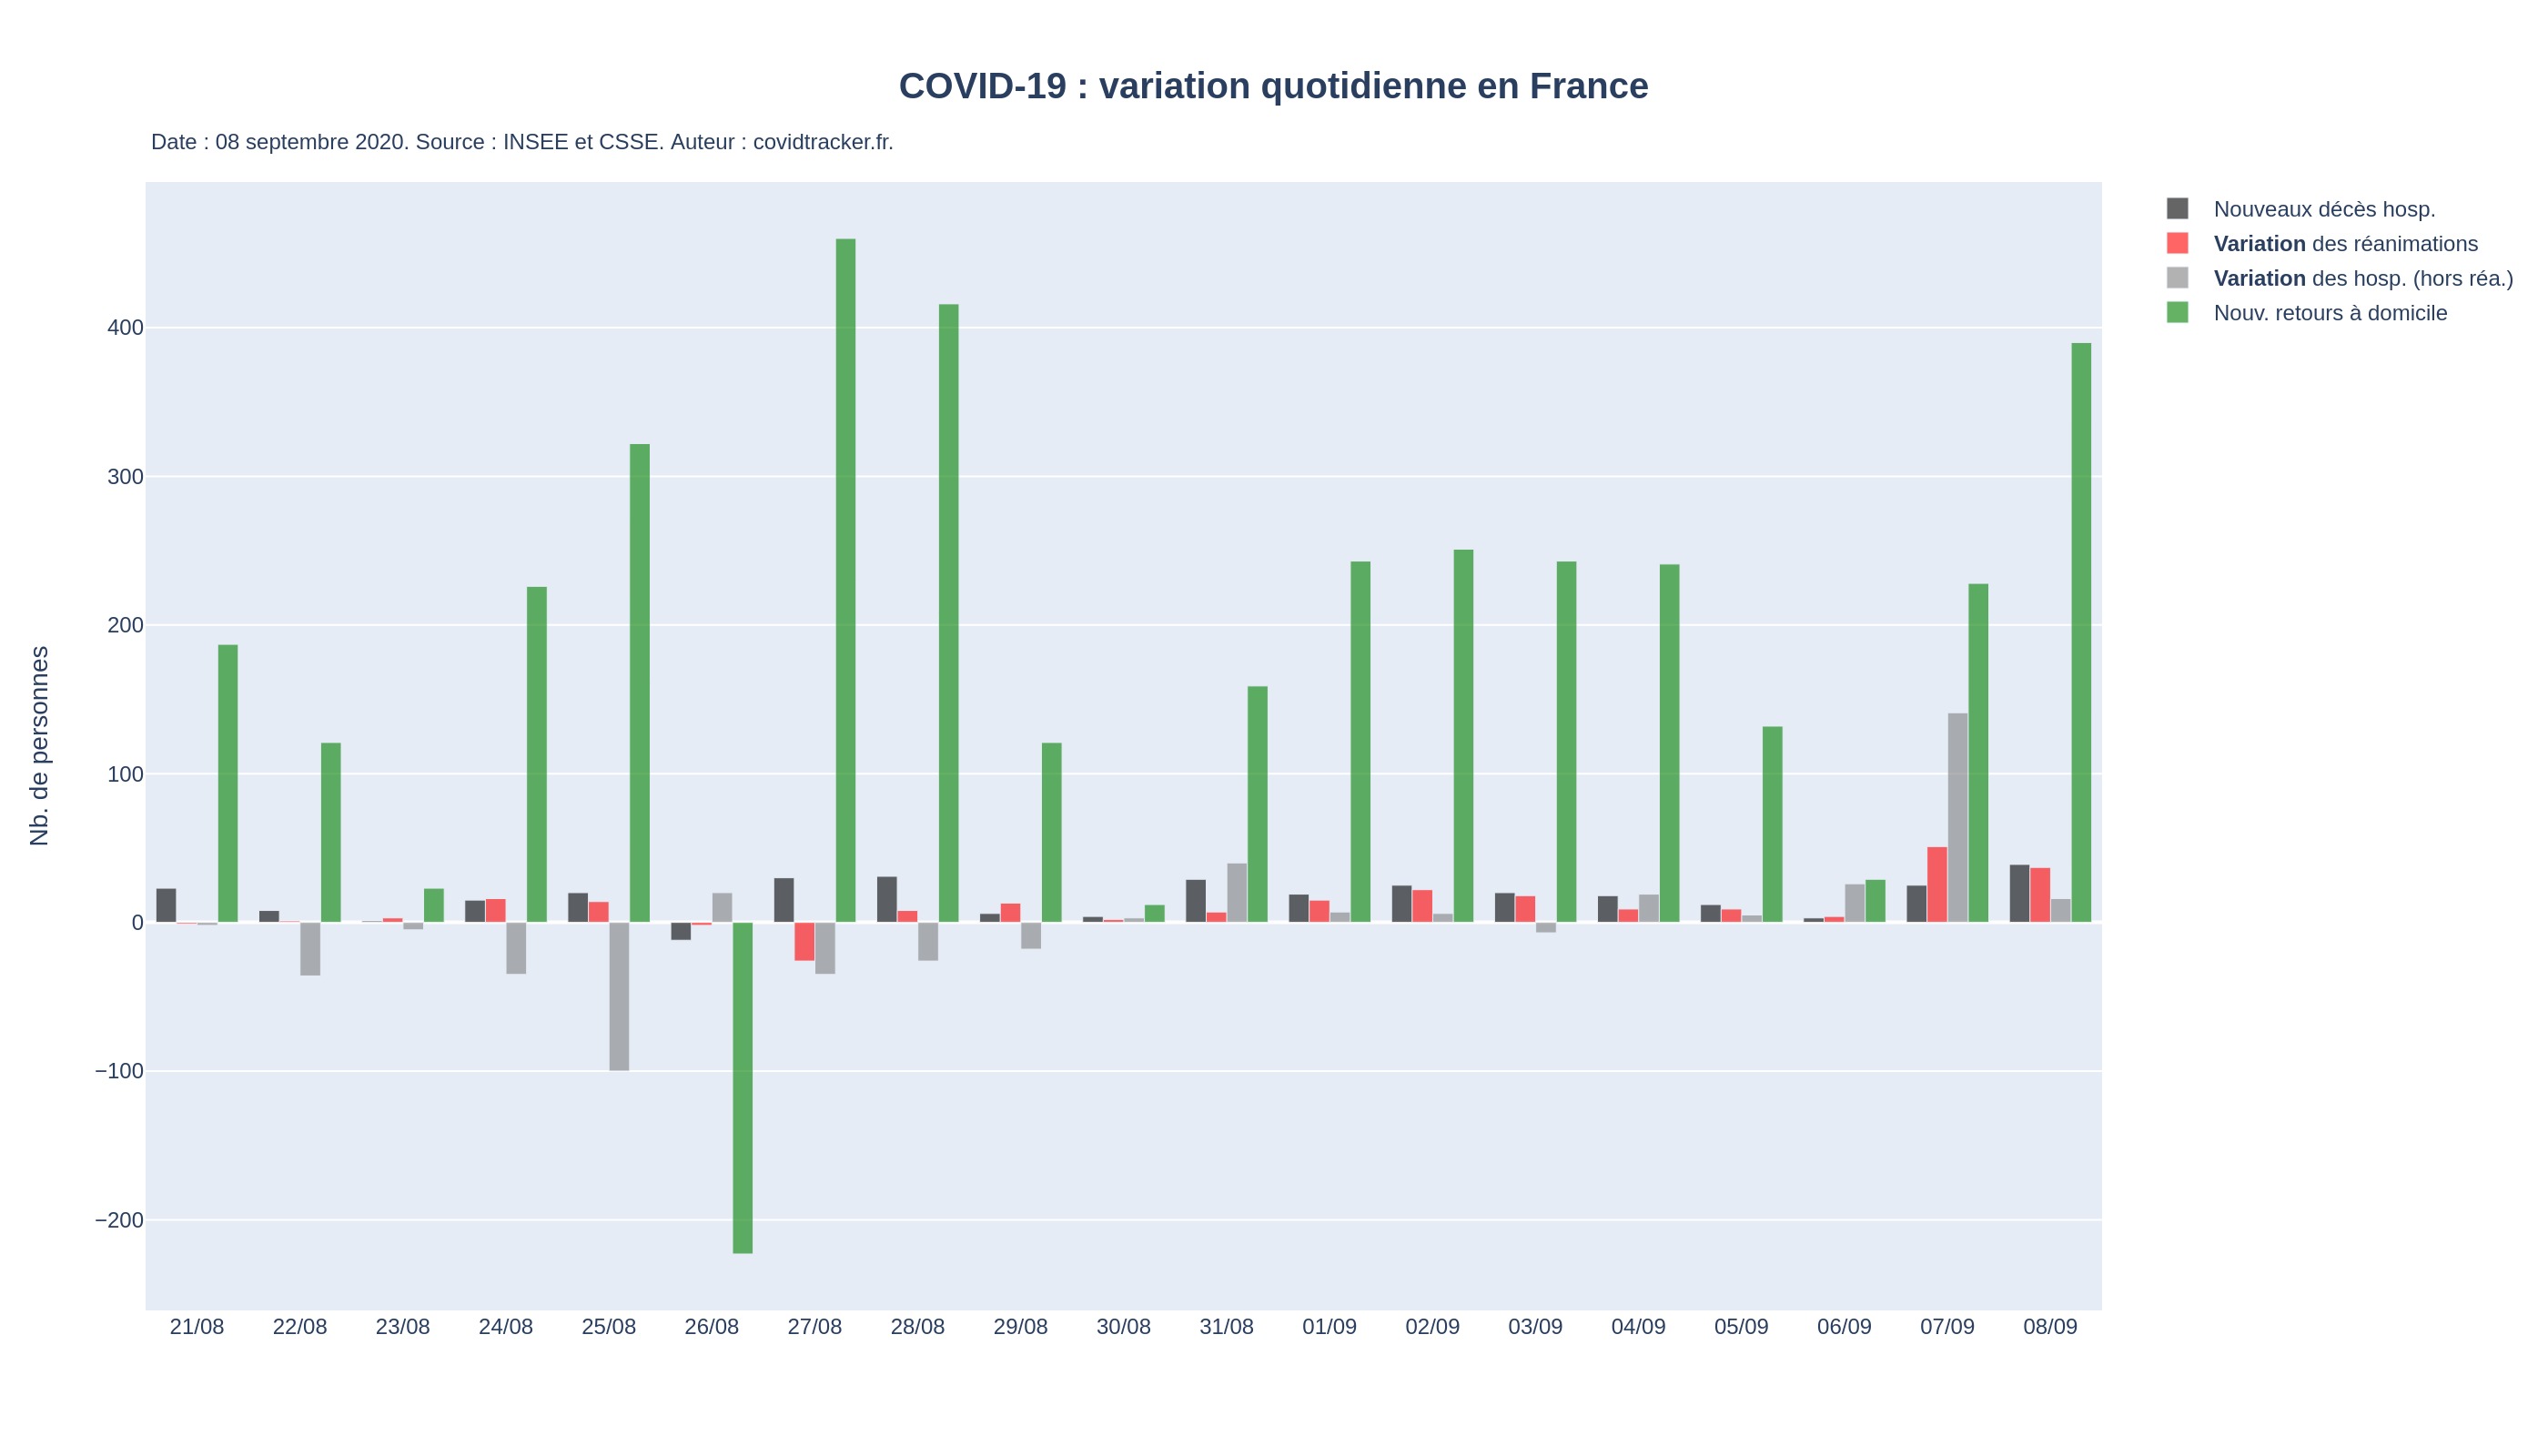 COVID-19 : variation quotidienne en France
Date : 08 septembre 2020. Source : INSEE et CSSE. Auteur : covidtracker.fr.
Nouveaux décès hosp.
Variation des réanimations
Variation des hosp. (hors réa.)
Nouv. retours à domicile
Nb. de personnes
400
300
200
100
0
−100
−200
21/08 22/08 23/08 24/08 25/08 26/08 27/08 28/08 29/08 30/08 31/08 01/09 02/09 03/09 04/09 05/09 06/09 07/09 08/09